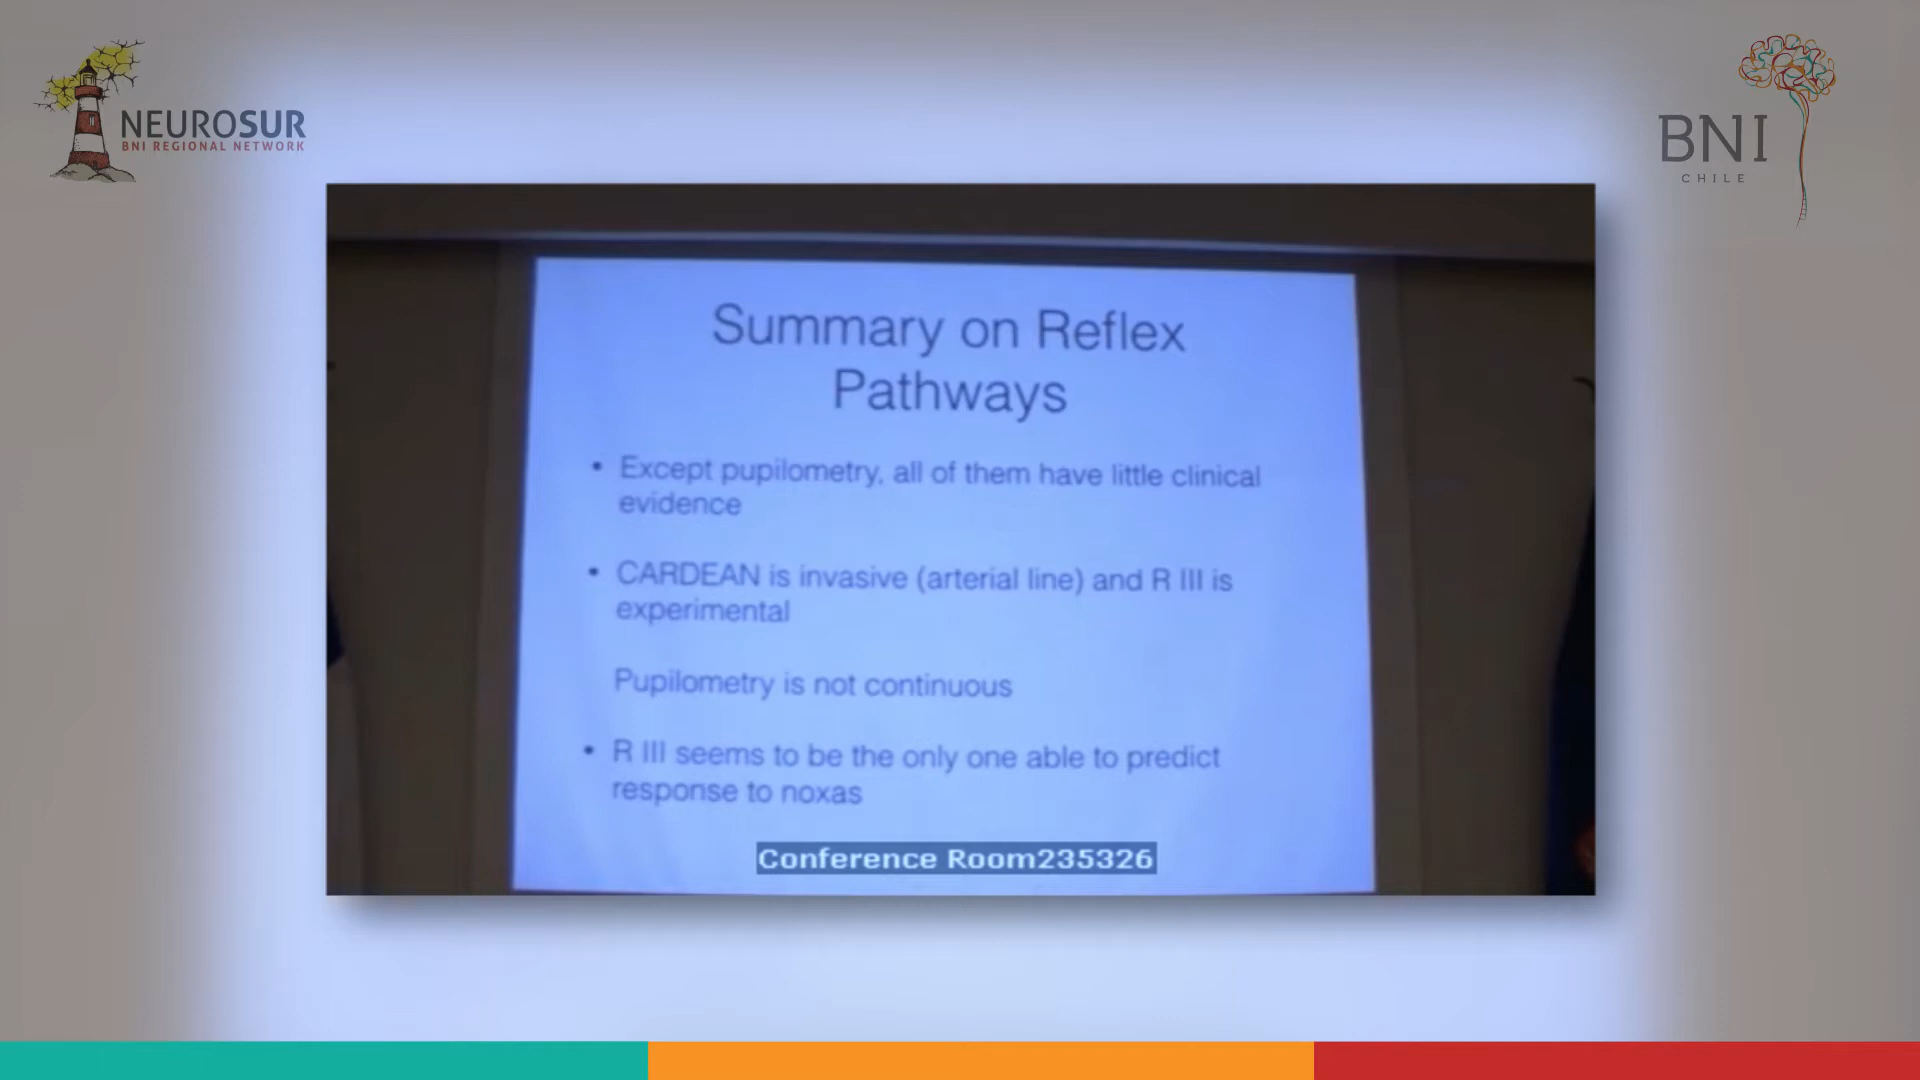 NEUROSUR
BNI REGIONAL NETWORK
BNI
CHILE
Summary on Reflex
Pathways
• Except pupilometry, all of them have little clinical
evidence
• CARDEAN is invasive (arterial line) and R III is
experimental
Pupilometry is not continuous
• R III seems to be the only one able to predict
response to noxas
Conference Room235326